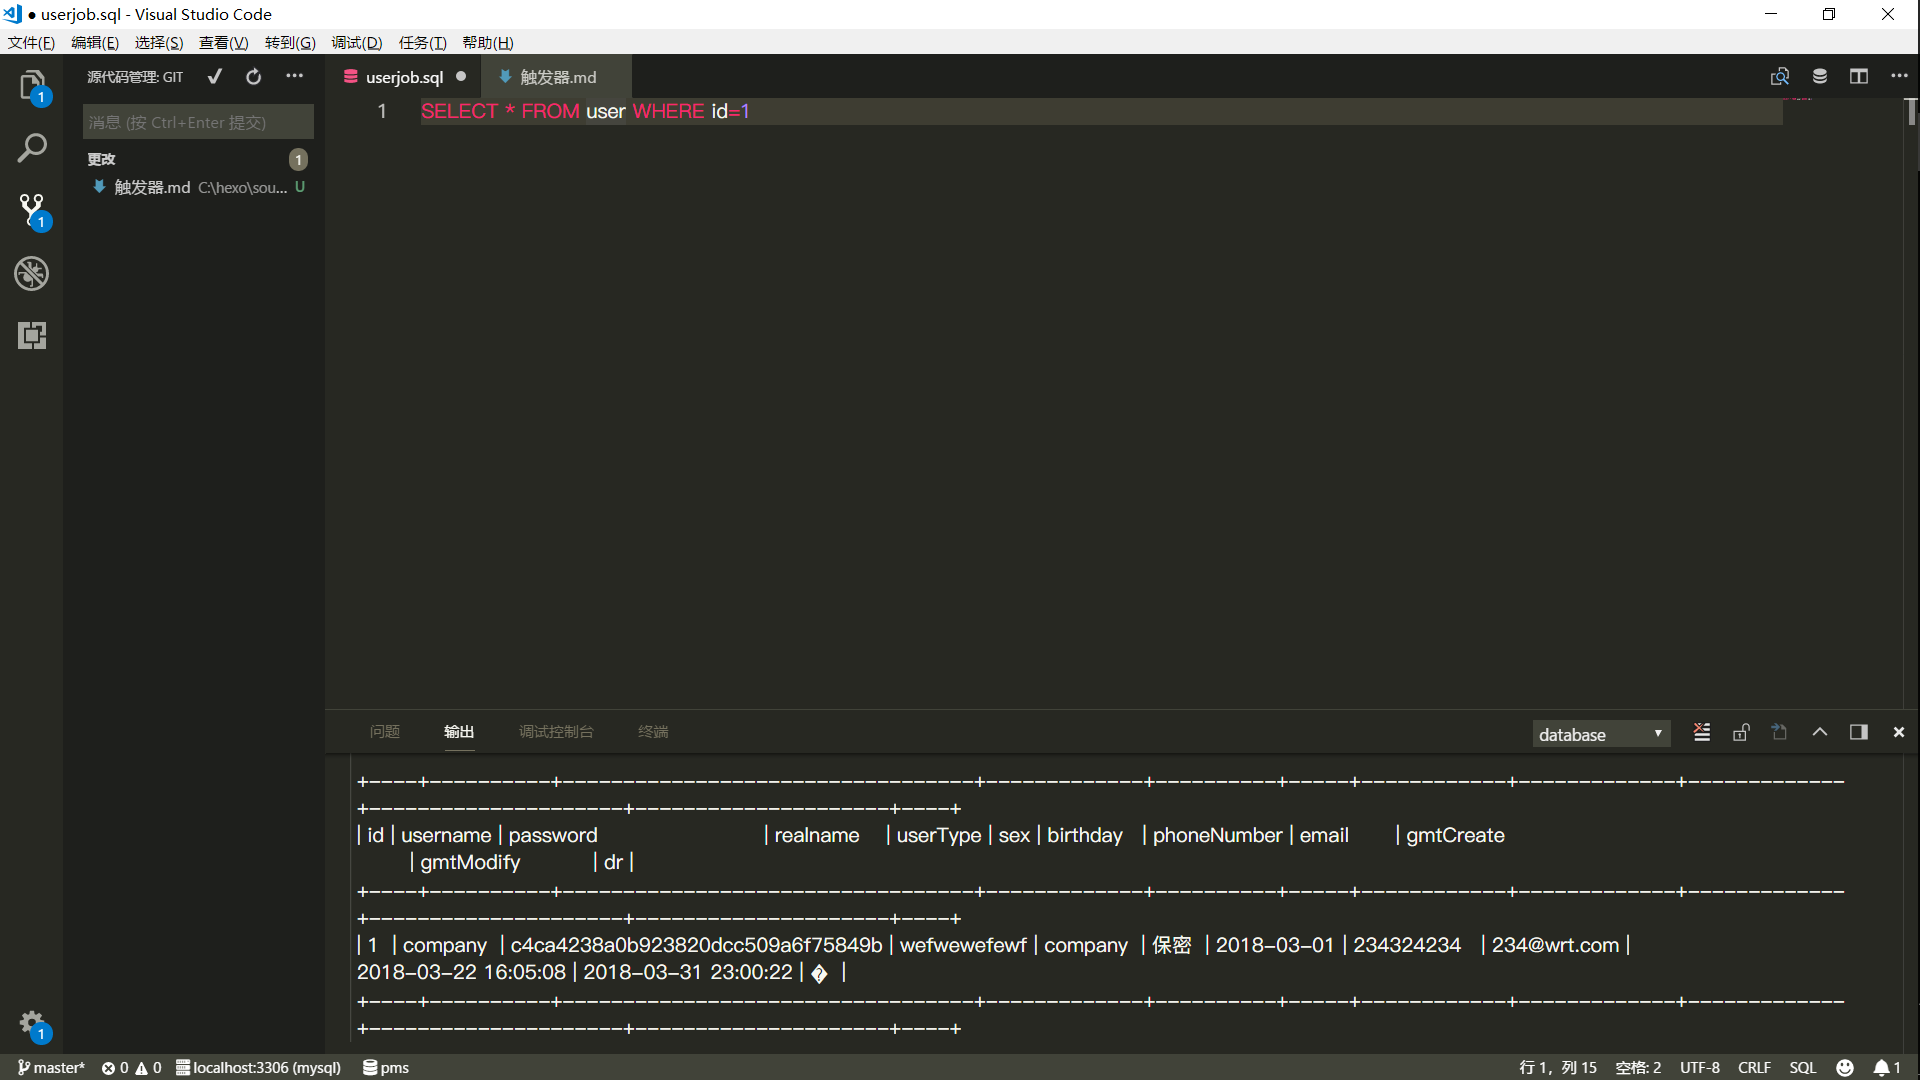 ● userjob.sql - Visual Studio Code
文件(F) 编辑(E) 选择(S) 查看(V) 转到(G) 调试(D) 任务(T) 帮助(H)
源代码管理: GIT
消息 (按 Ctrl+Enter 提交)
更改 1
触发器.md C:\hexo\sou... U
1
1
1
userjob.sql ●
触发器.md
1 SELECT * FROM user WHERE id=1
问题 输出 调试控制台 终端
database
+----+----------+----------------------------------+-------------+----------+-----+------------+-------------+-------------
+---------------------+---------------------+----+
| id | username | password | realname | userType | sex | birthday | phoneNumber | email | gmtCreate
| gmtModify | dr |
+----+----------+----------------------------------+-------------+----------+-----+------------+-------------+-------------
+---------------------+---------------------+----+
| 1 | company | c4ca4238a0b923820dcc509a6f75849b | wefwewefewf | company | 保密 | 2018-03-01 | 234324234 | 234@wrt.com |
2018-03-22 16:05:08 | 2018-03-31 23:00:22 | � |
+----+----------+----------------------------------+-------------+----------+-----+------------+-------------+-------------
+---------------------+---------------------+----+
master* 0 0 localhost:3306 (mysql) pms
行 1，列 15 空格: 2 UTF-8 CRLF SQL 1